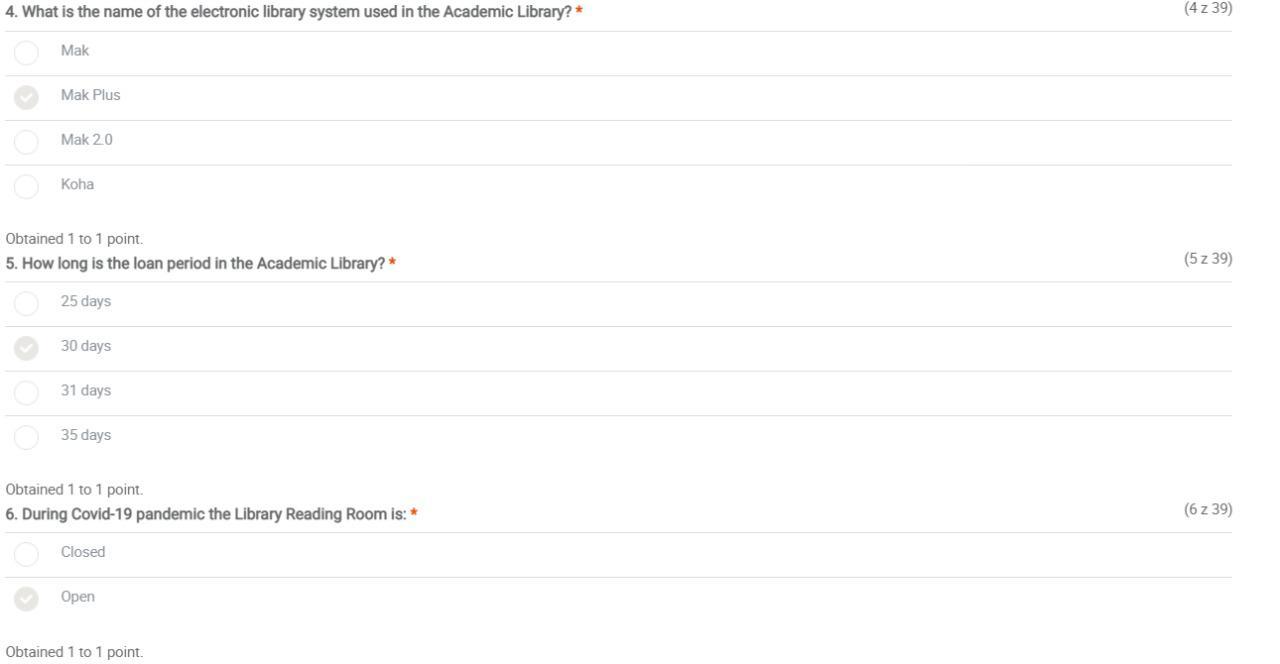 4. What is the name of the electronic library system used in the Academic Library? * (4 z 39)
Mak
Mak Plus
Mak 2.0
Koha
Obtained 1 to 1 point.
5. How long is the loan period in the Academic Library? * (5 z 39)
25 days
30 days
31 days
35 days
Obtained 1 to 1 point.
6. During Covid-19 pandemic the Library Reading Room is: * (6 z 39)
Closed
Open
Obtained 1 to 1 point.